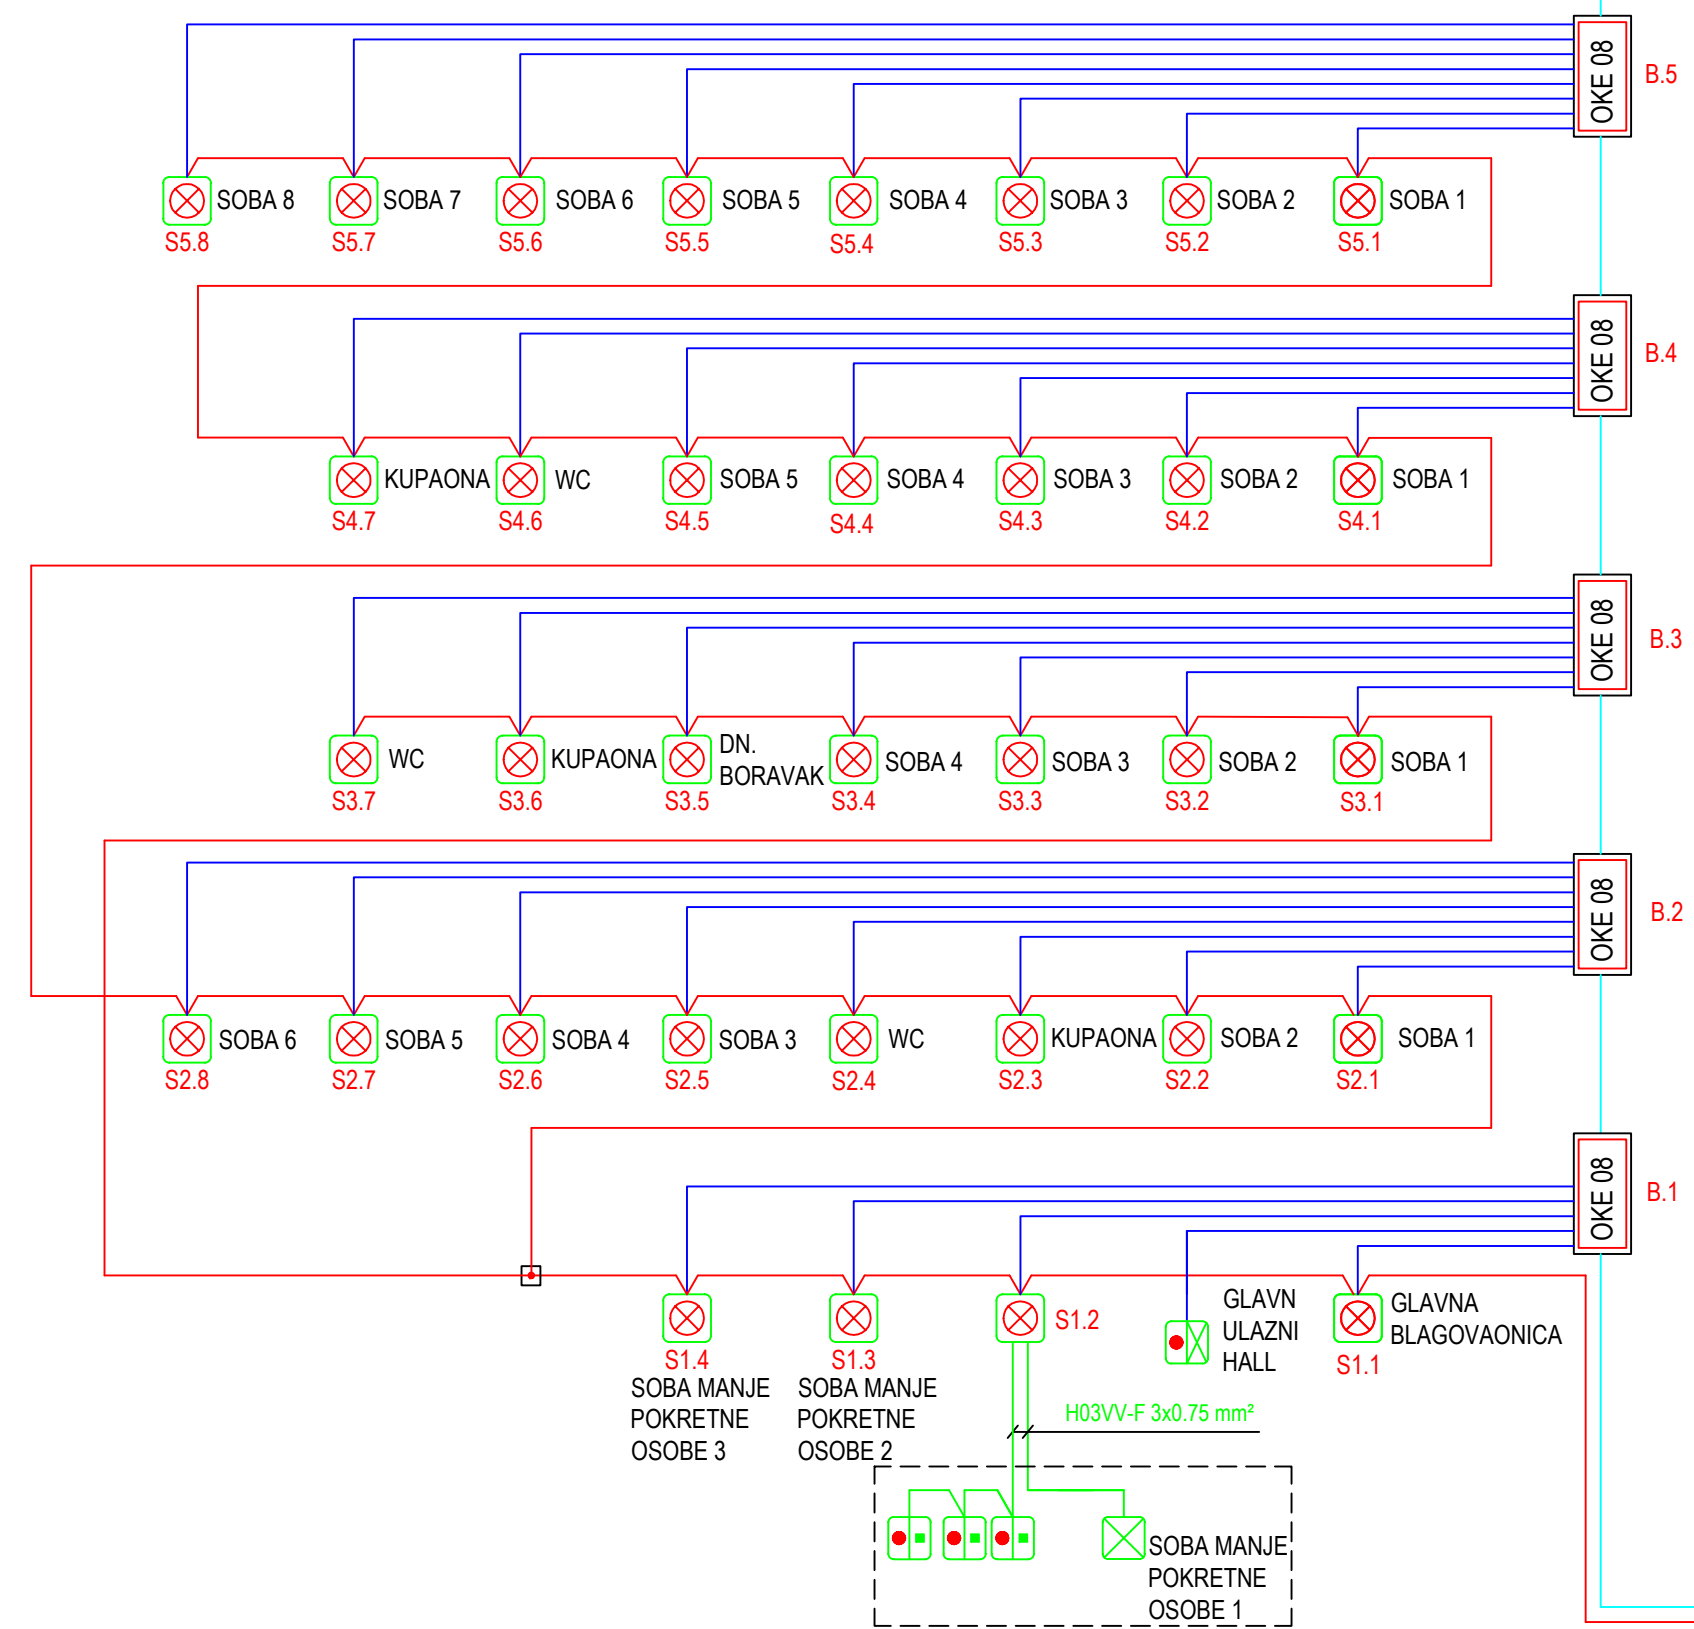 OKE 08
B.5
SOBA 8
SOBA 7
SOBA 6
SOBA 5
SOBA 4
SOBA 3
SOBA 2
SOBA 1
S5.8
S5.7
S5.6
S5.5
S5.4
S5.3
S5.2
S5.1
OKE 08
B.4
KUPAONA
WC
SOBA 5
SOBA 4
SOBA 3
SOBA 2
SOBA 1
S4.7
S4.6
S4.5
S4.4
S4.3
S4.2
S4.1
OKE 08
B.3
WC
KUPAONA
DN.
BORAVAK
SOBA 4
SOBA 3
SOBA 2
SOBA 1
S3.7
S3.6
S3.5
S3.4
S3.3
S3.2
S3.1
OKE 08
B.2
SOBA 6
SOBA 5
SOBA 4
SOBA 3
WC
KUPAONA
SOBA 2
SOBA 1
S2.8
S2.7
S2.6
S2.5
S2.4
S2.3
S2.2
S2.1
OKE 08
B.1
S1.4
SOBA MANJE
POKRETNE
OSOBE 3
S1.3
SOBA MANJE
POKRETNE
OSOBE 2
S1.2
GLAVN
ULAZNI
HALL
GLAVNA
BLAGOVAONICA
S1.1
H03VV-F 3x0.75 mm²
SOBA MANJE
POKRETNE
OSOBE 1